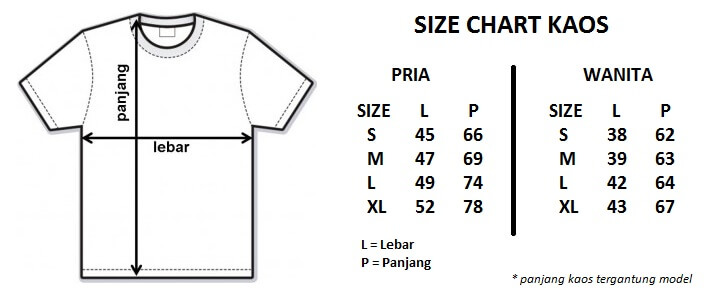 panjang
lebar
SIZE CHART KAOS
PRIA
SIZE L P
S 45 66
M 47 69
L 49 74
XL 52 78
WANITA
SIZE L P
S 38 62
M 39 63
L 42 64
XL 43 67
L = Lebar
P = Panjang
* panjang kaos tergantung model